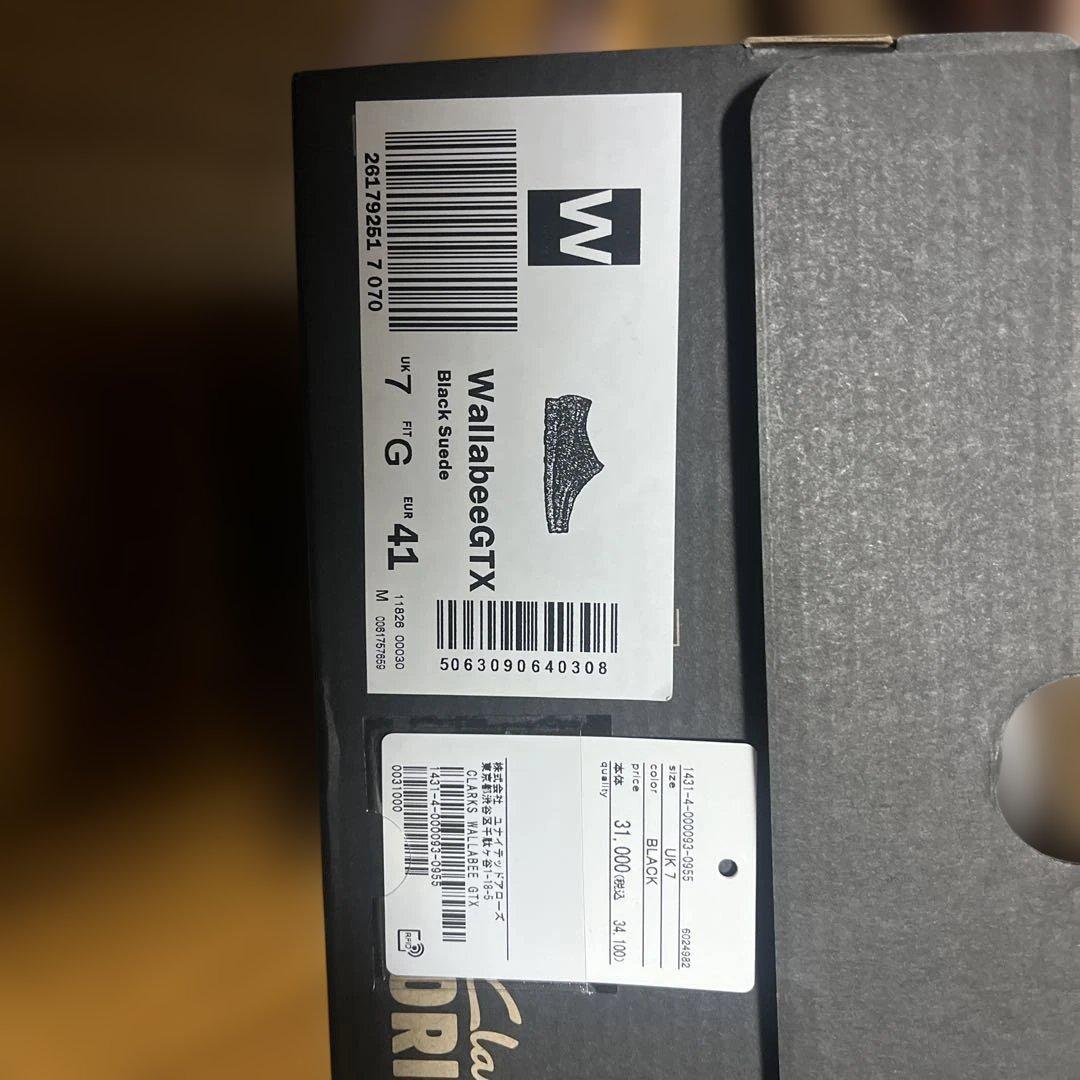 W
26179251 7 070
WallabeeGTX
Black Suede
UK 7 FIT G EUR 41
11826 00030
M 0061757659
5063090640308
1431-4-000093-0955 6024982
size UK 7
color BLACK
price
本体 31,000(税込 34,100)
quality
株式会社 ユナイテッドアローズ
東京都渋谷区千駄ヶ谷1-18-5
CLARKS WALLABEE GTX
1431-4-000093-0955
0031000
RFID
Cla
ORI